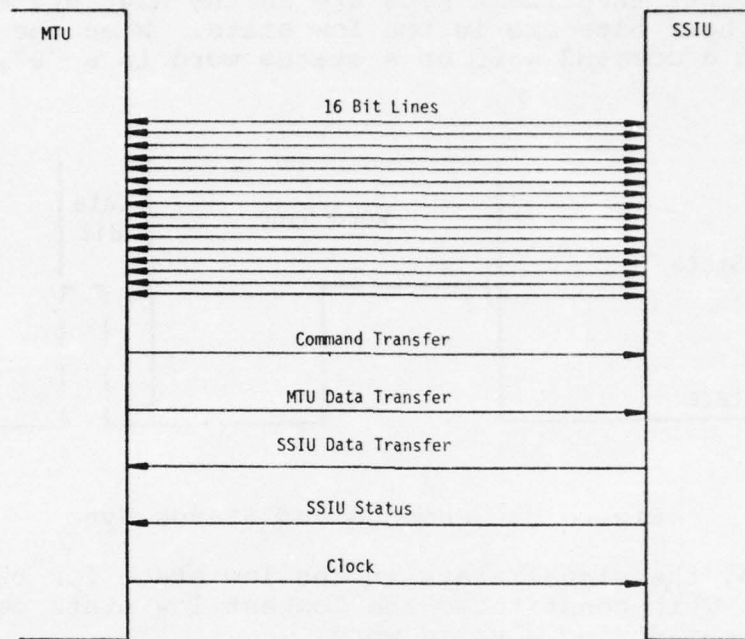 MTU
SSIU
16 Bit Lines
Command Transfer
MTU Data Transfer
SSIU Data Transfer
SSIU Status
Clock